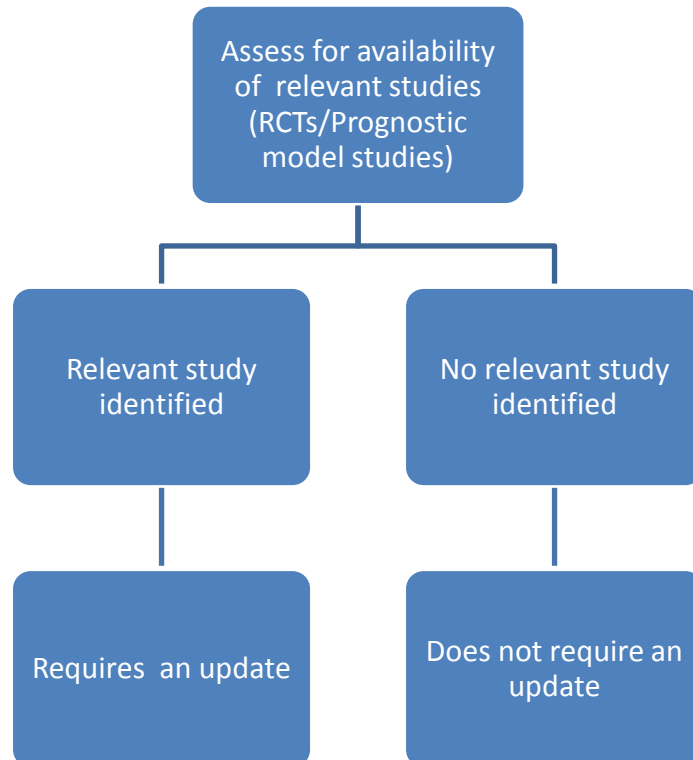 Assess for availability
of relevant studies
(RCTs/Prognostic
model studies)
Relevant study
identified
No relevant study
identified
Requires an update
Does not require an
update